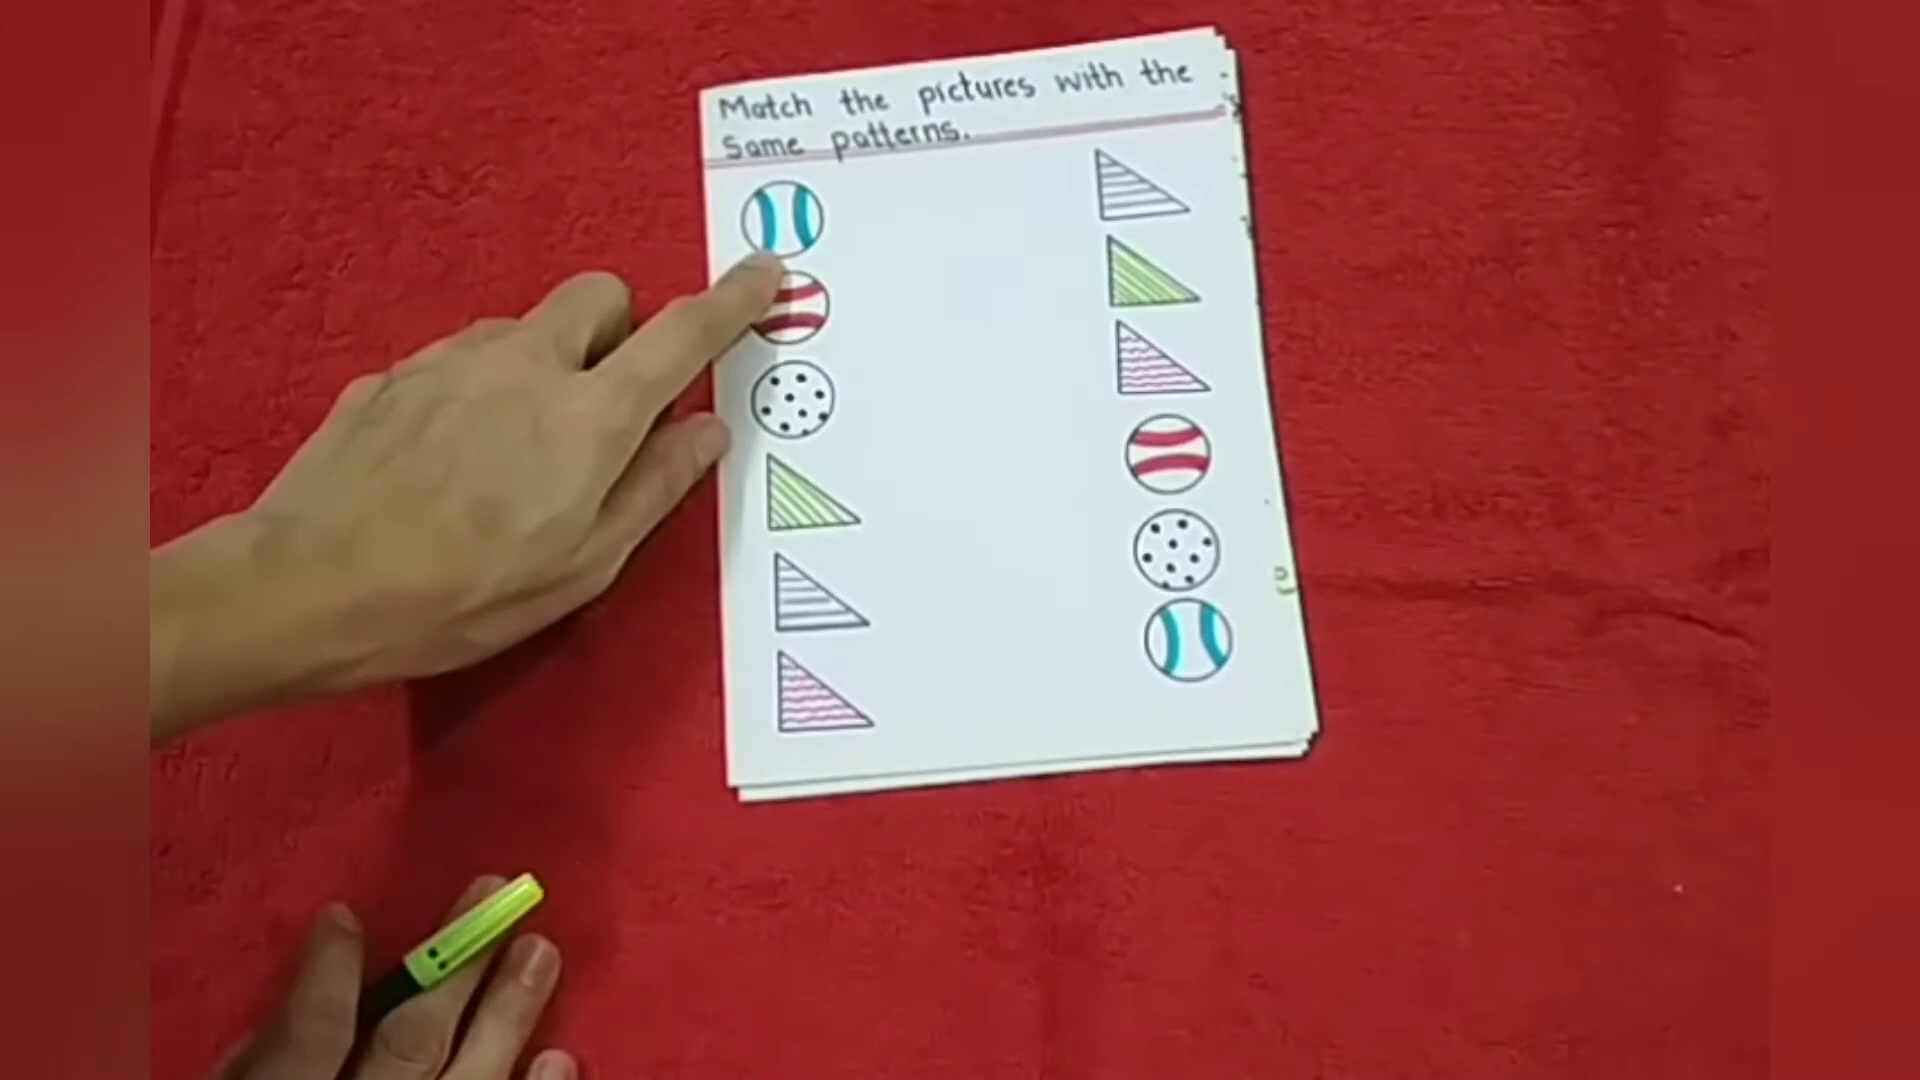 Match the pictures with the
same patterns.